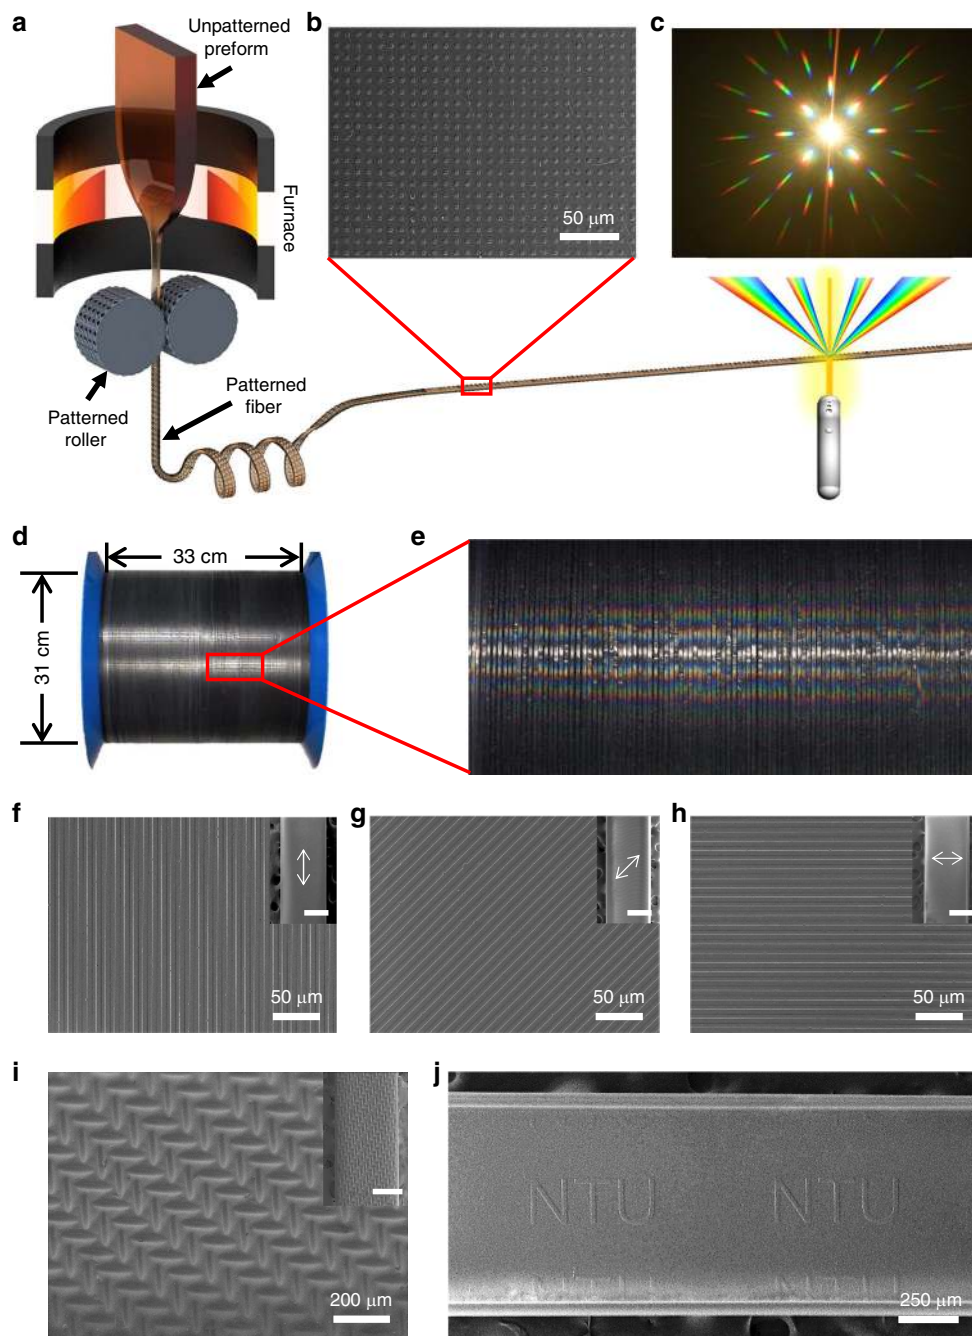 a
Unpatterned
preform
Furnace
Patterned
roller
Patterned
fiber
b
50 μm
c
d
33 cm
31 cm
e
f
50 μm
g
50 μm
h
50 μm
i
200 μm
j
NTU NTU
250 μm